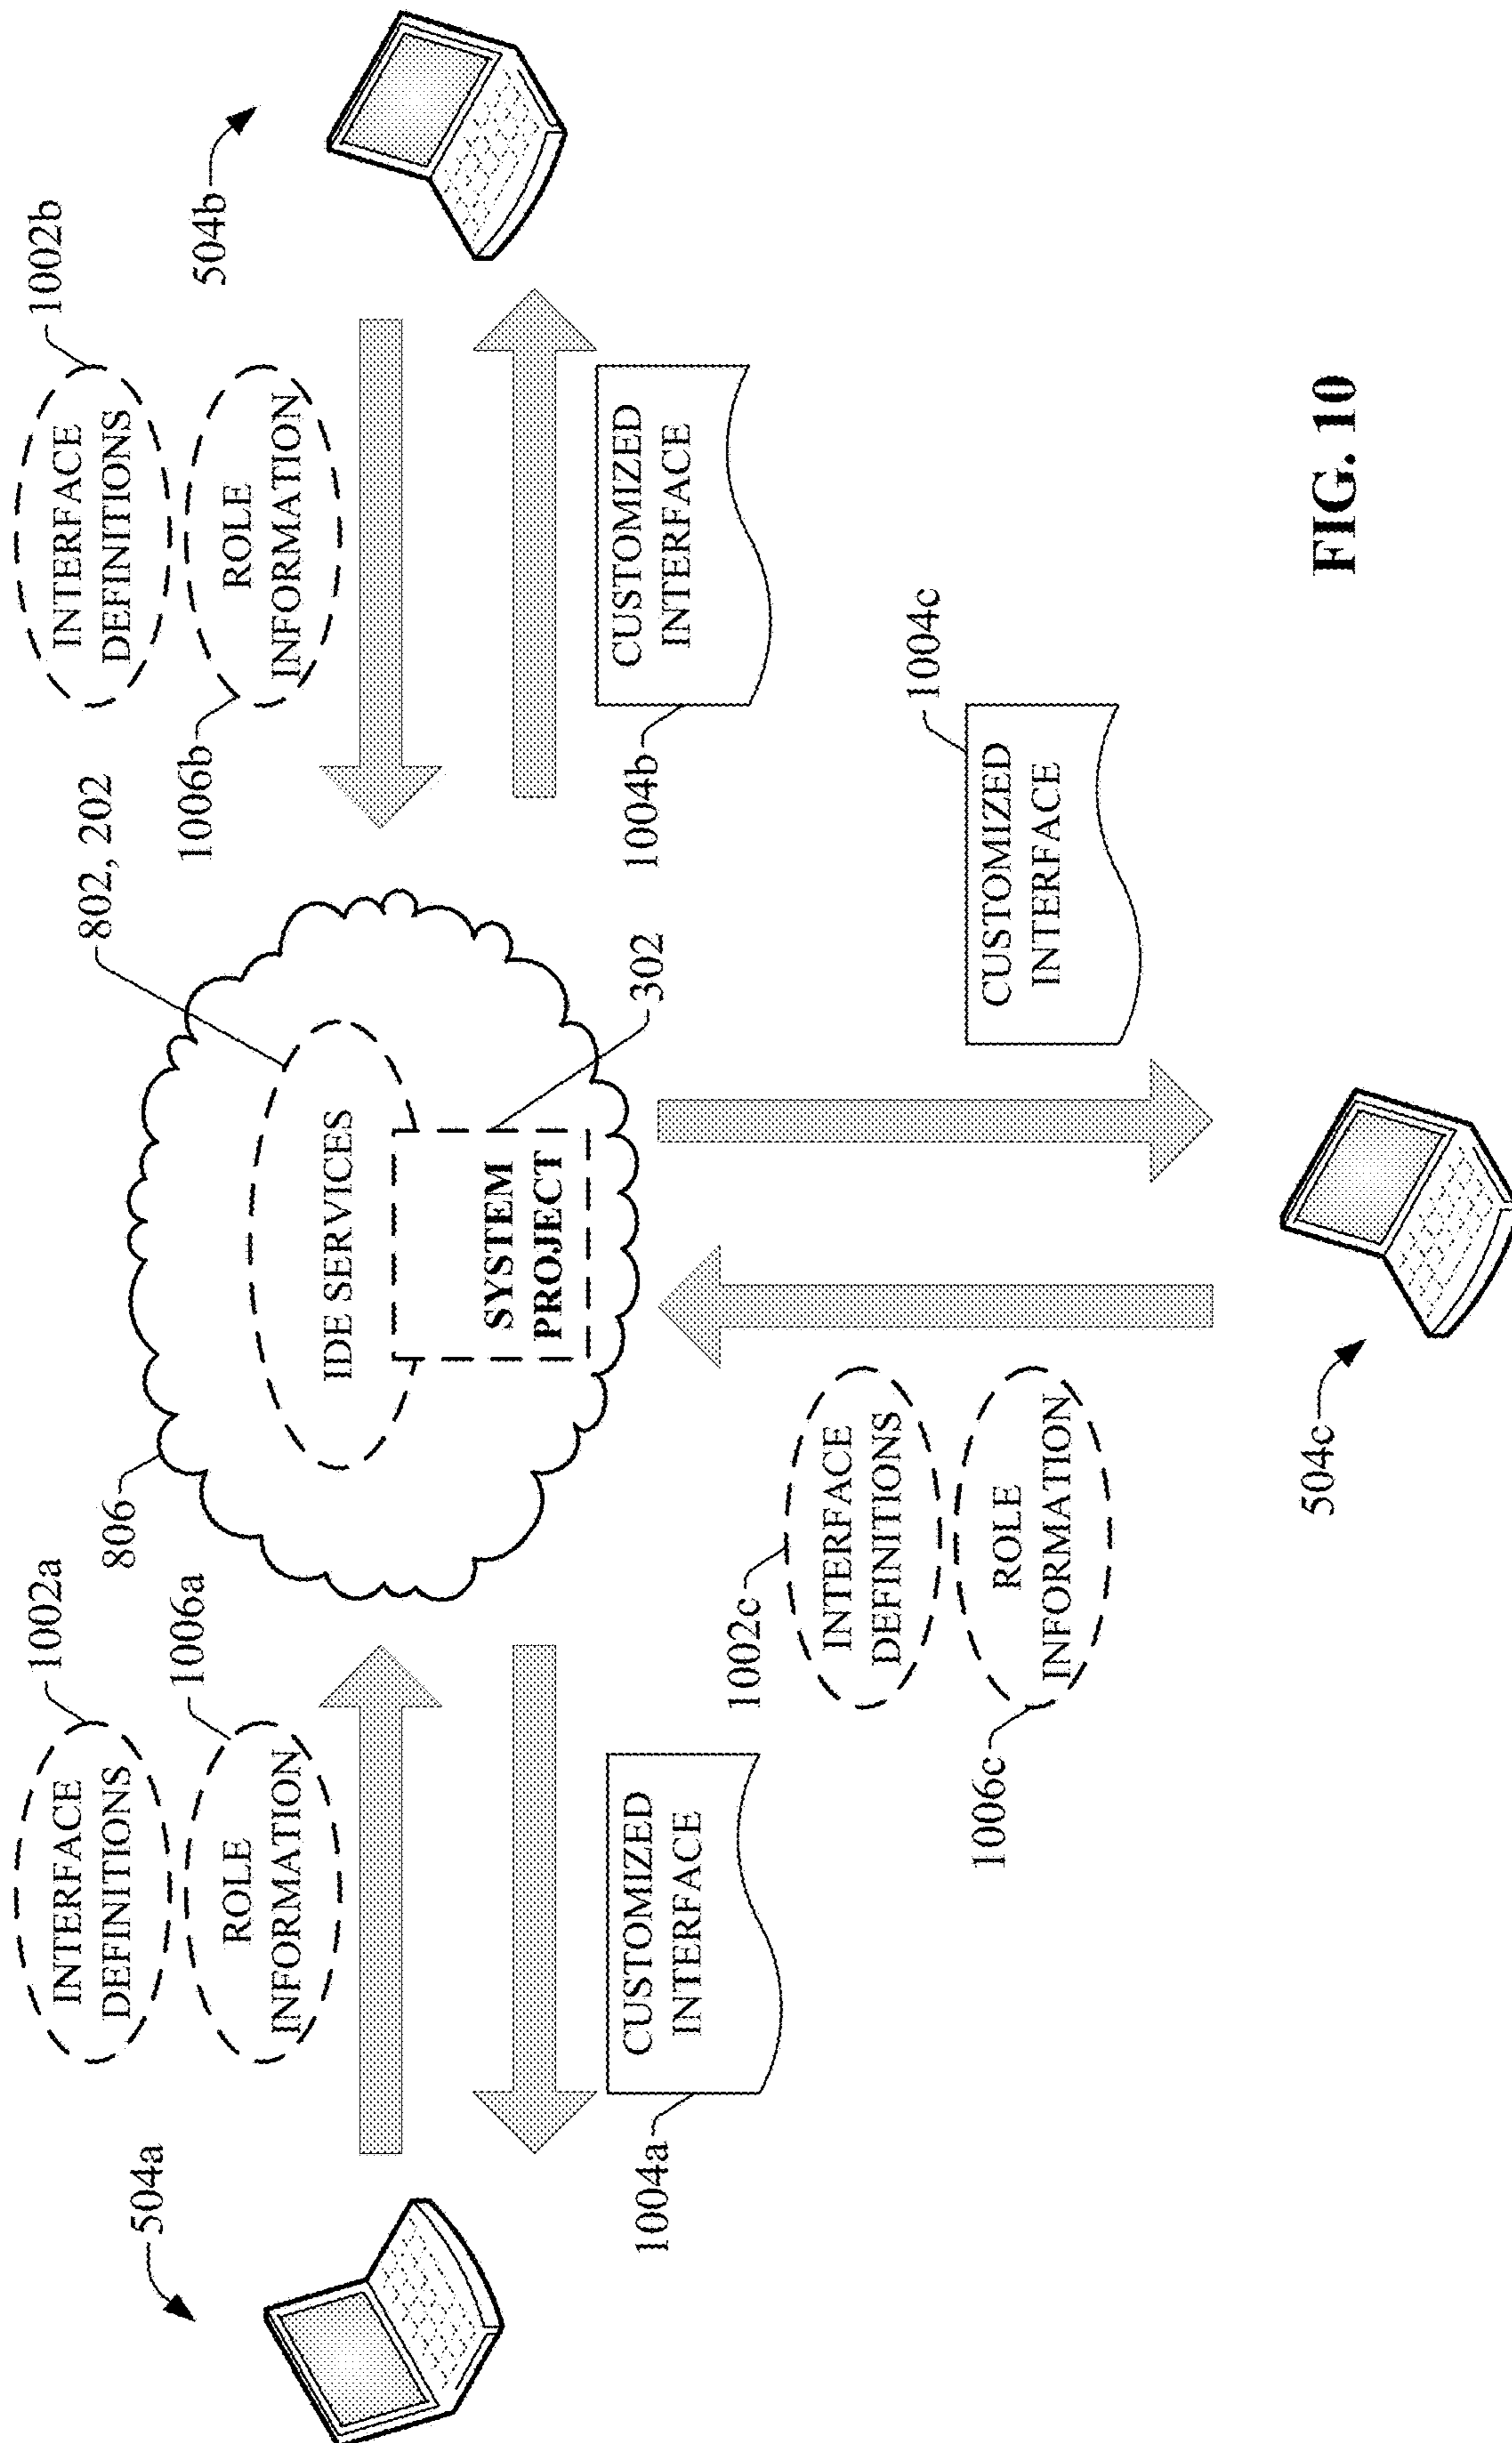 504a
INTERFACE
DEFINITIONS
1002a
ROLE
INFORMATION
1006a
CUSTOMIZED
INTERFACE
1004a
806
IDE SERVICES
802, 202
SYSTEM
PROJECT
302
INTERFACE
DEFINITIONS
1002b
ROLE
INFORMATION
1006b
504b
CUSTOMIZED
INTERFACE
1004b
1002c
INTERFACE
DEFINITIONS
ROLE
INFORMATION
1006c
CUSTOMIZED
INTERFACE
1004c
504c
FIG. 10